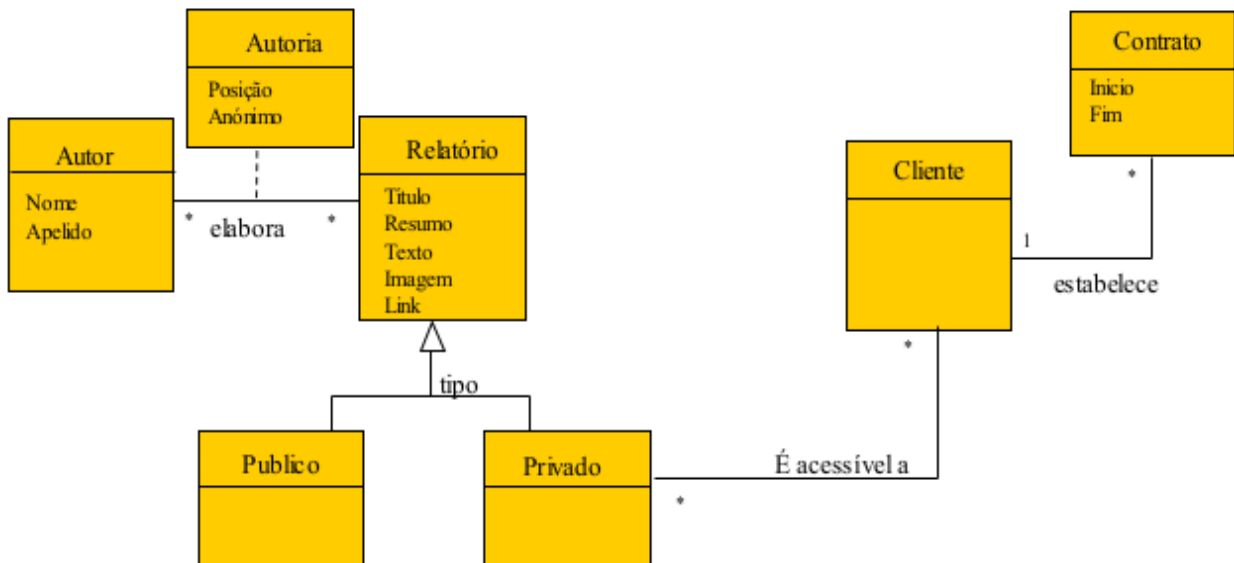 Autoria
Posição
Anónimo
Autor
Nome
Apelido
*
elabora
*
Relatório
Titulo
Resumo
Texto
Imagem
Link
tipo
Publico
Privado
*
É acessível a
*
Cliente
1
estabelece
*
Contrato
Inicio
Fim